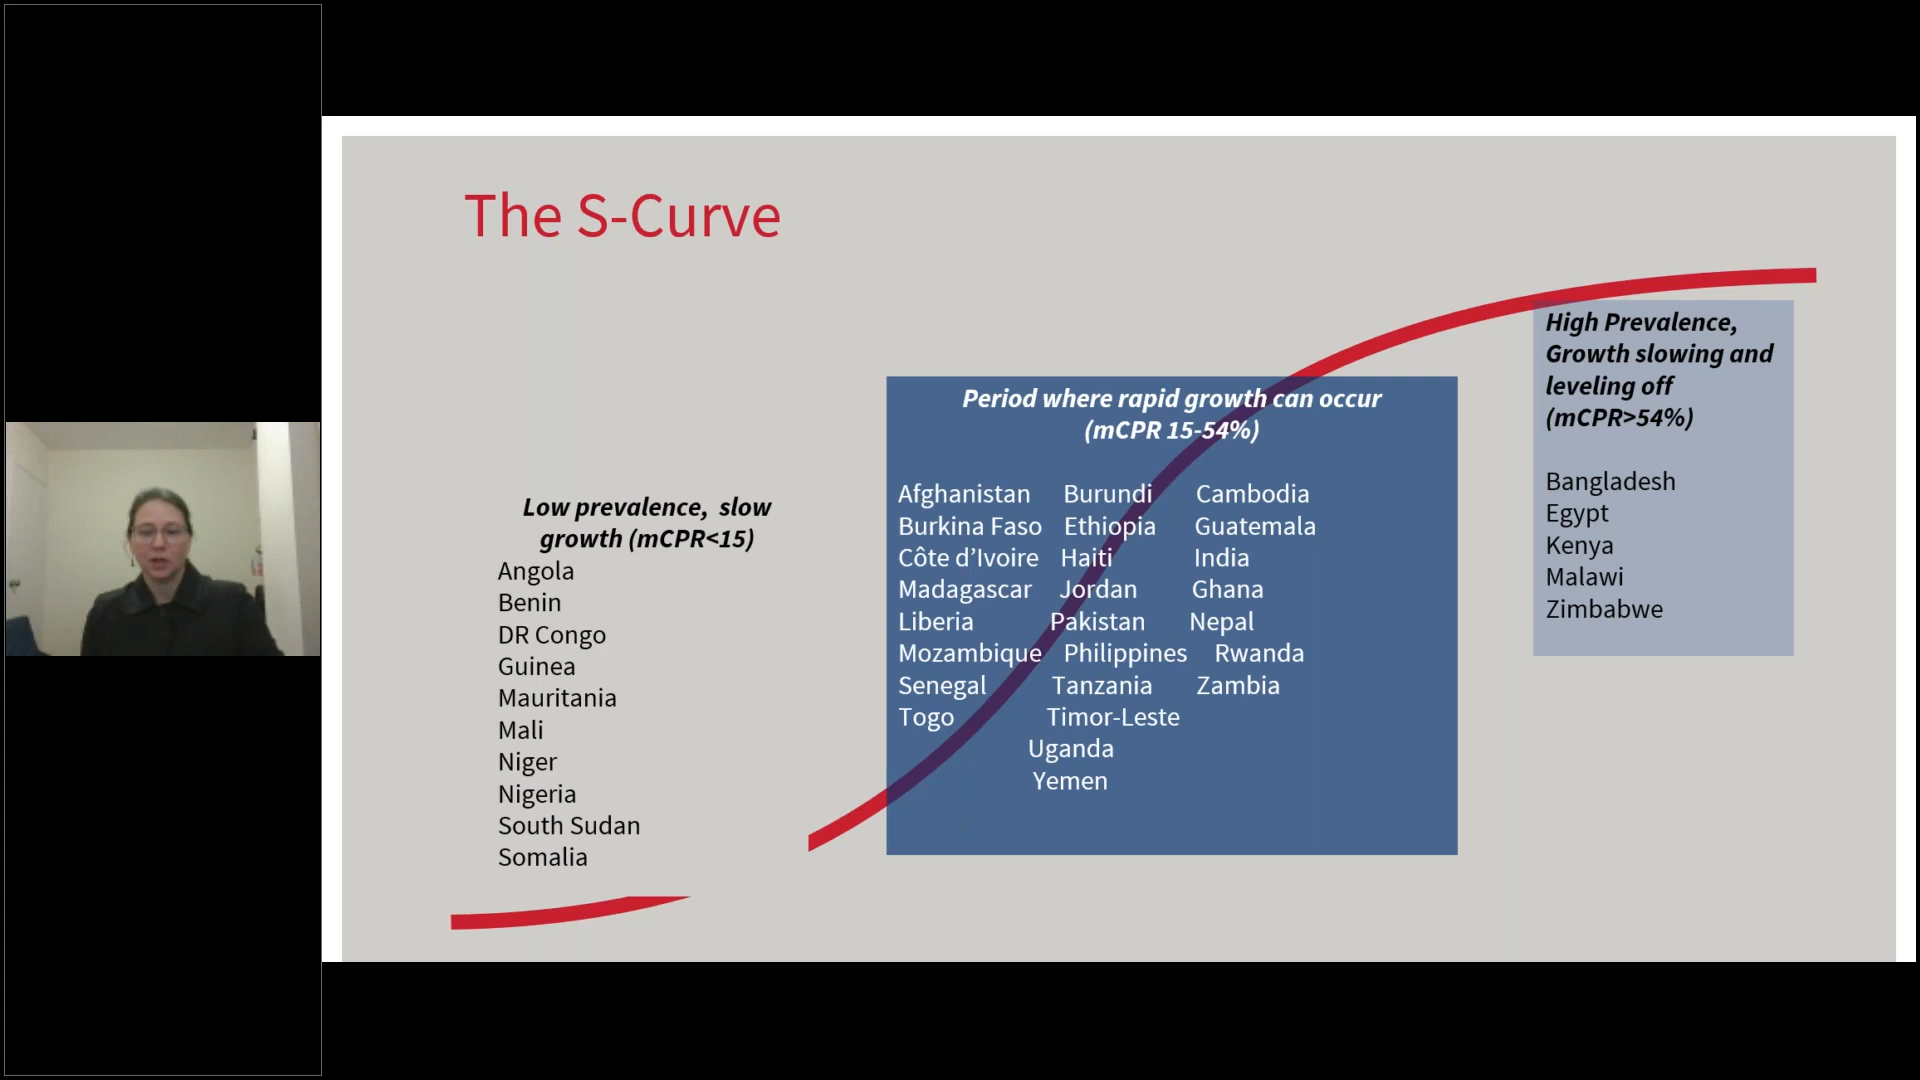 The S-Curve
Low prevalence, slow
growth (mCPR<15)
Angola
Benin
DR Congo
Guinea
Mauritania
Mali
Niger
Nigeria
South Sudan
Somalia
Period where rapid growth can occur
(mCPR 15-54%)
Afghanistan Burundi Cambodia
Burkina Faso Ethiopia Guatemala
Côte d’Ivoire Haiti India
Madagascar Jordan Ghana
Liberia Pakistan Nepal
Mozambique Philippines Rwanda
Senegal Tanzania Zambia
Togo Timor-Leste
Uganda
Yemen
High Prevalence,
Growth slowing and
leveling off
(mCPR>54%)
Bangladesh
Egypt
Kenya
Malawi
Zimbabwe